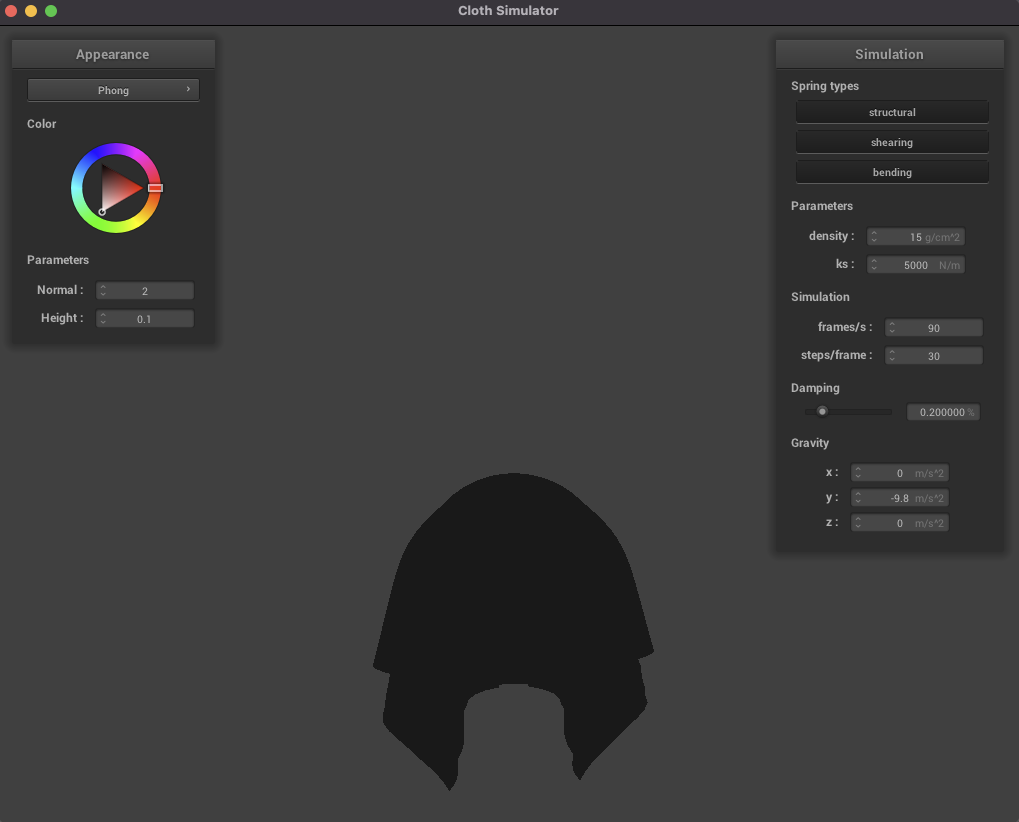 Cloth Simulator
Appearance
Phong
Color
Parameters
Normal : 2
Height : 0.1
Simulation
Spring types
structural
shearing
bending
Parameters
density : 15 g/cm^2
ks : 5000 N/m
Simulation
frames/s : 90
steps/frame : 30
Damping
0.200000 %
Gravity
x : 0 m/s^2
y : -9.8 m/s^2
z : 0 m/s^2